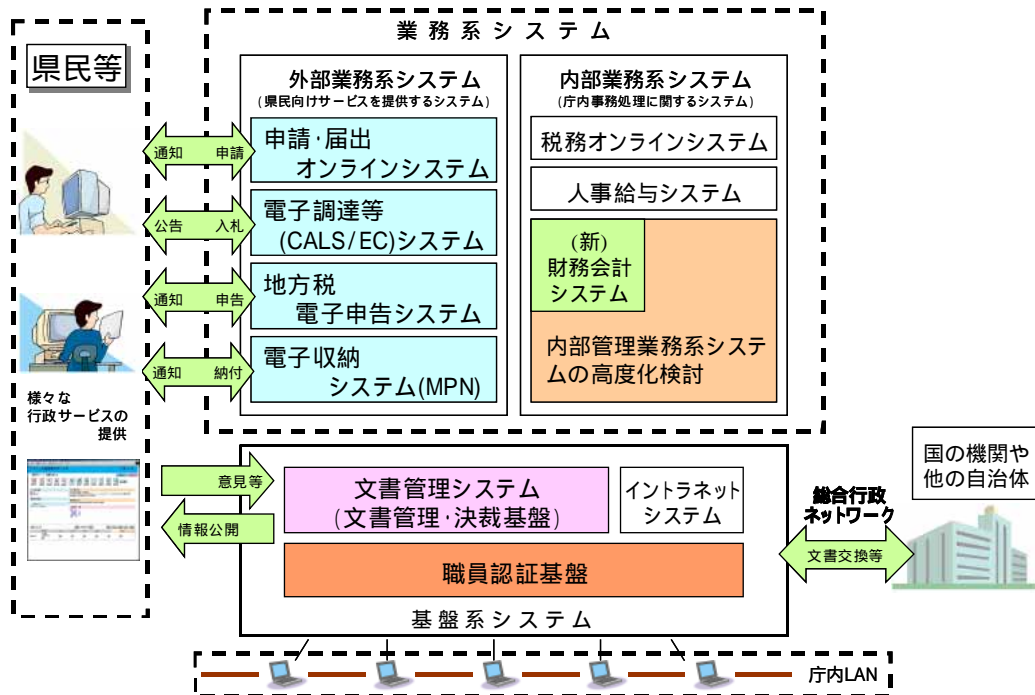 県民等
様々な
行政サービスの
提供
業務系システム
外部業務系システム
(県民向けサービスを提供するシステム)
通知 申請
申請・届出
オンラインシステム
公告 入札
電子調達等
(CALS/EC)システム
通知 申告
地方税
電子申告システム
通知 納付
電子収納
システム(MPN)
内部業務系システム
(庁内事務処理に関するシステム)
税務オンラインシステム
人事給与システム
(新)
財務会計
システム
内部管理業務系システ
ムの高度化検討
意見等
情報公開
文書管理システム
(文書管理・決裁基盤)
イントラネット
システム
職員認証基盤
基盤系システム
総合行政
ネットワーク
文書交換等
国の機関や
他の自治体
庁内LAN